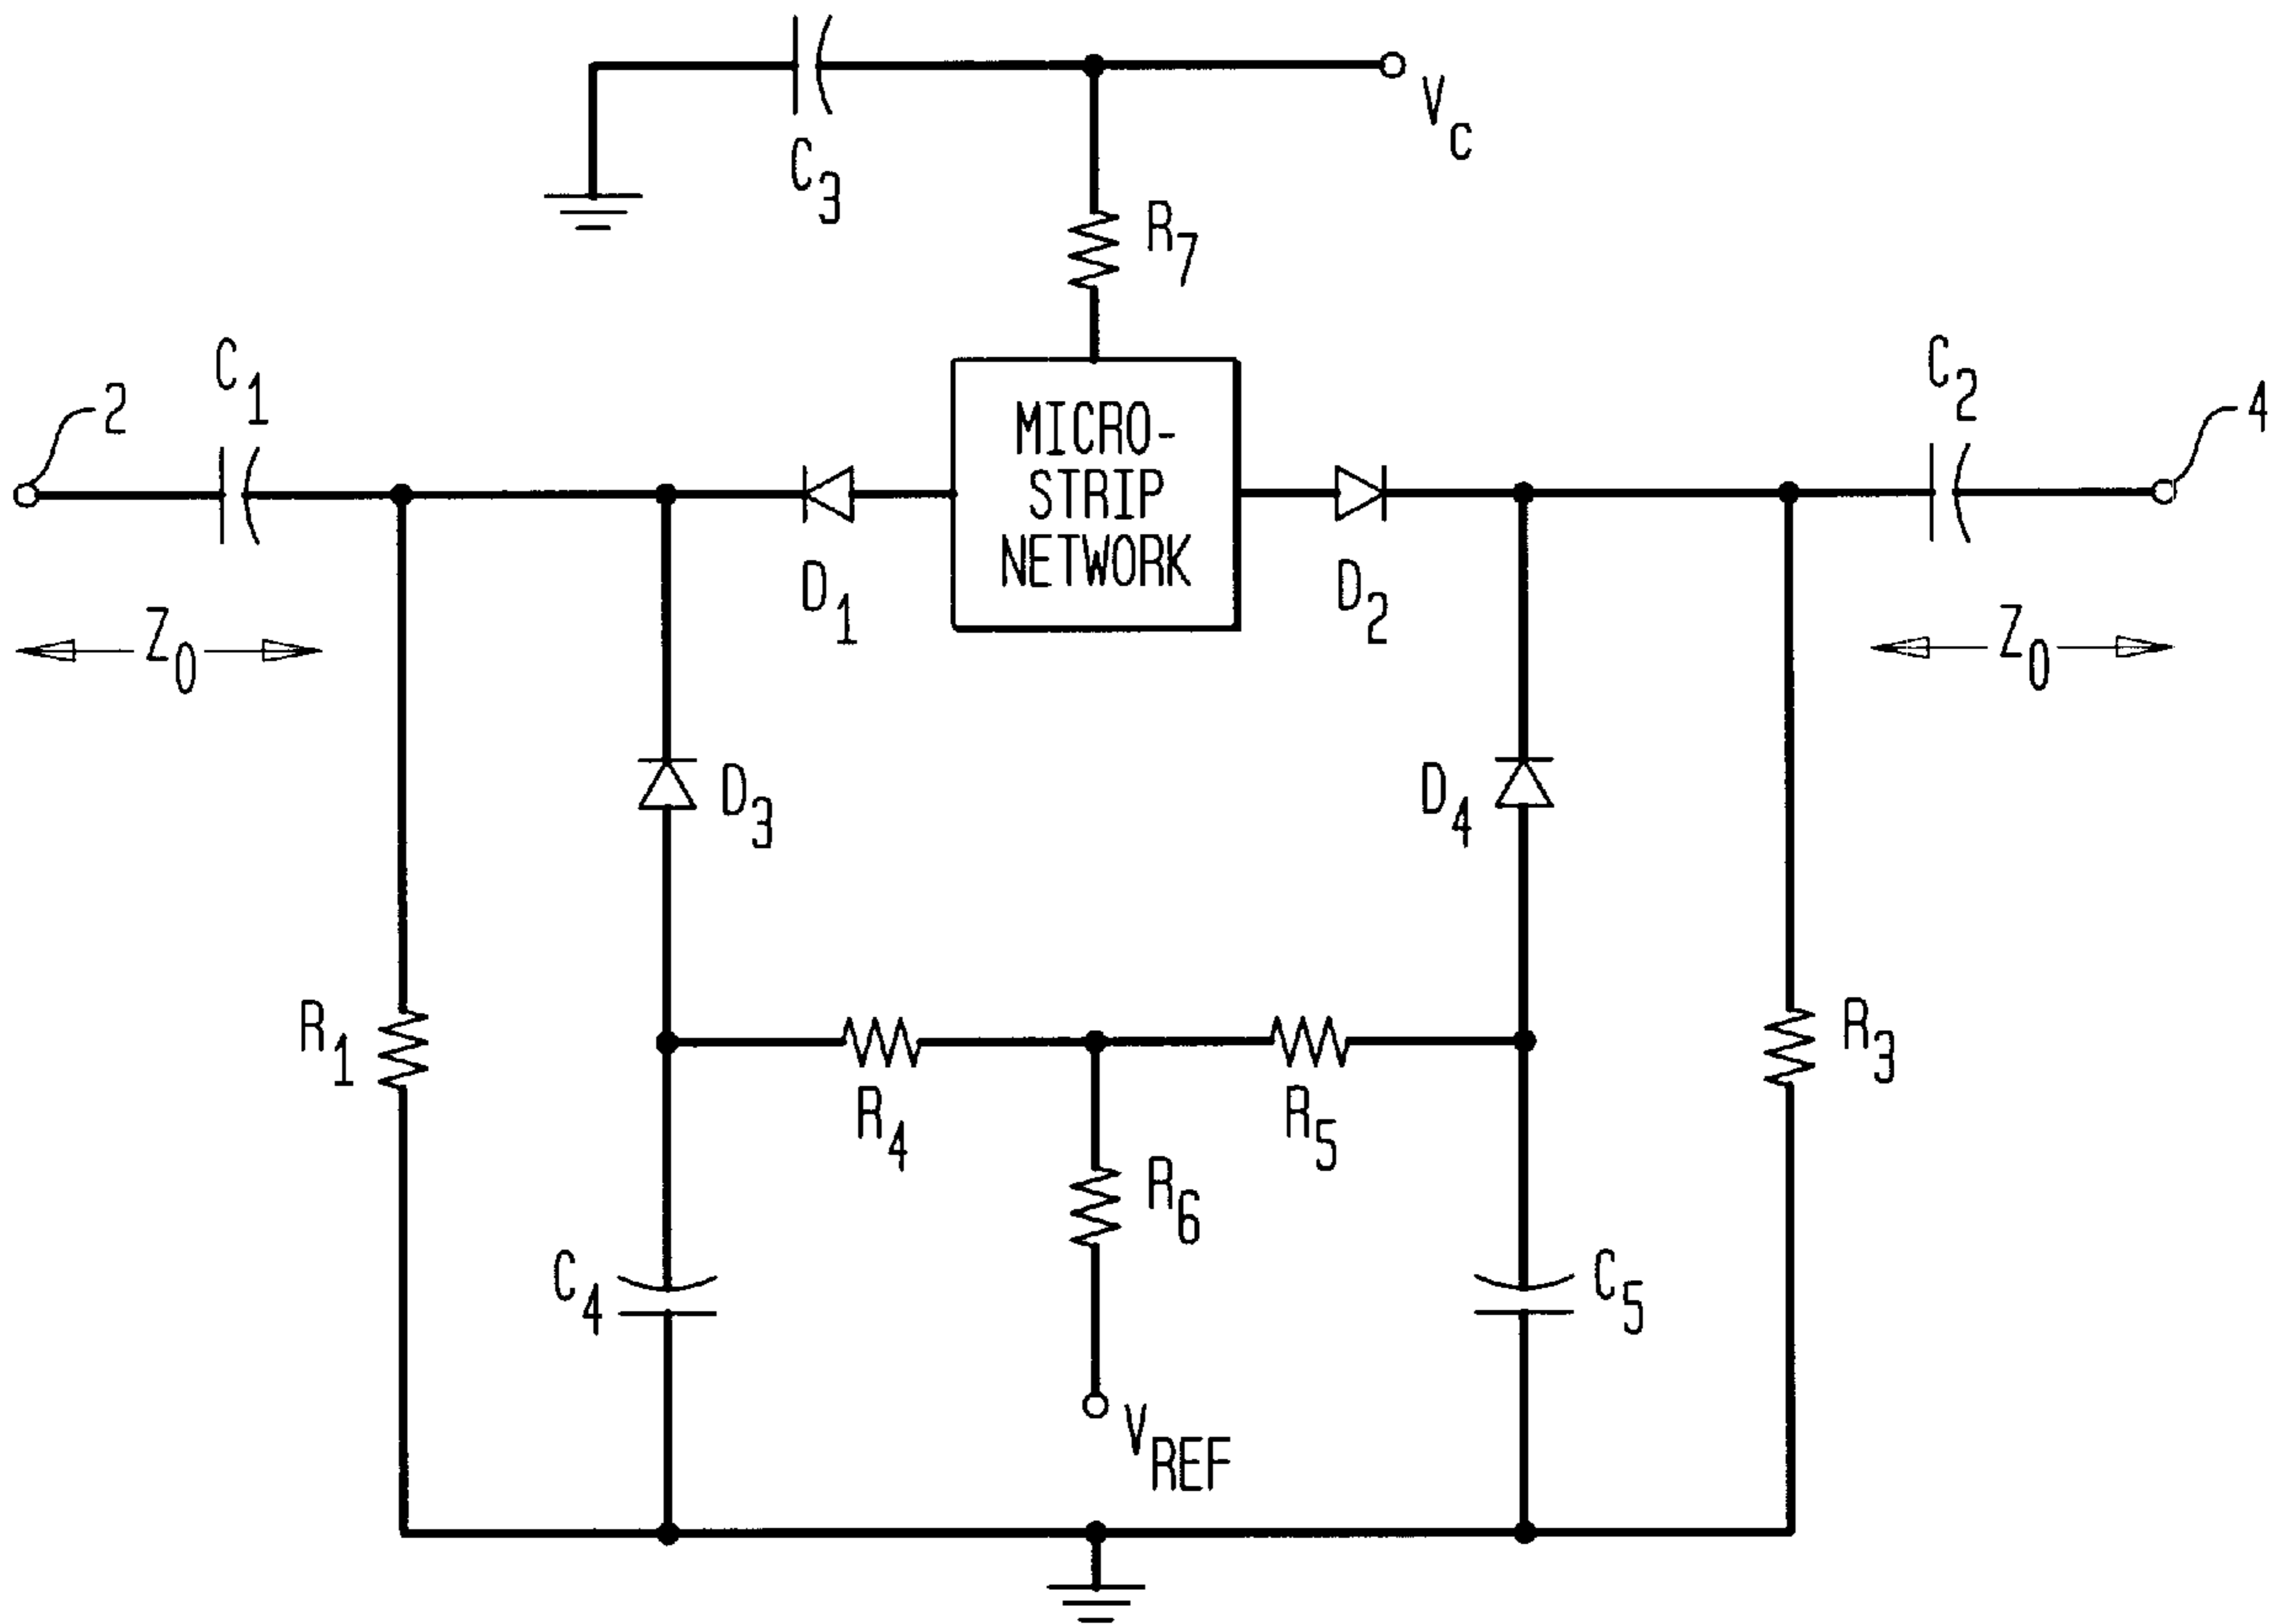 C3
VC
R7
C1
2
C2
4
MICRO-
STRIP
NETWORK
D1
D2
Z0
Z0
D3
D4
R1
R3
R4
R5
R6
C4
C5
VREF